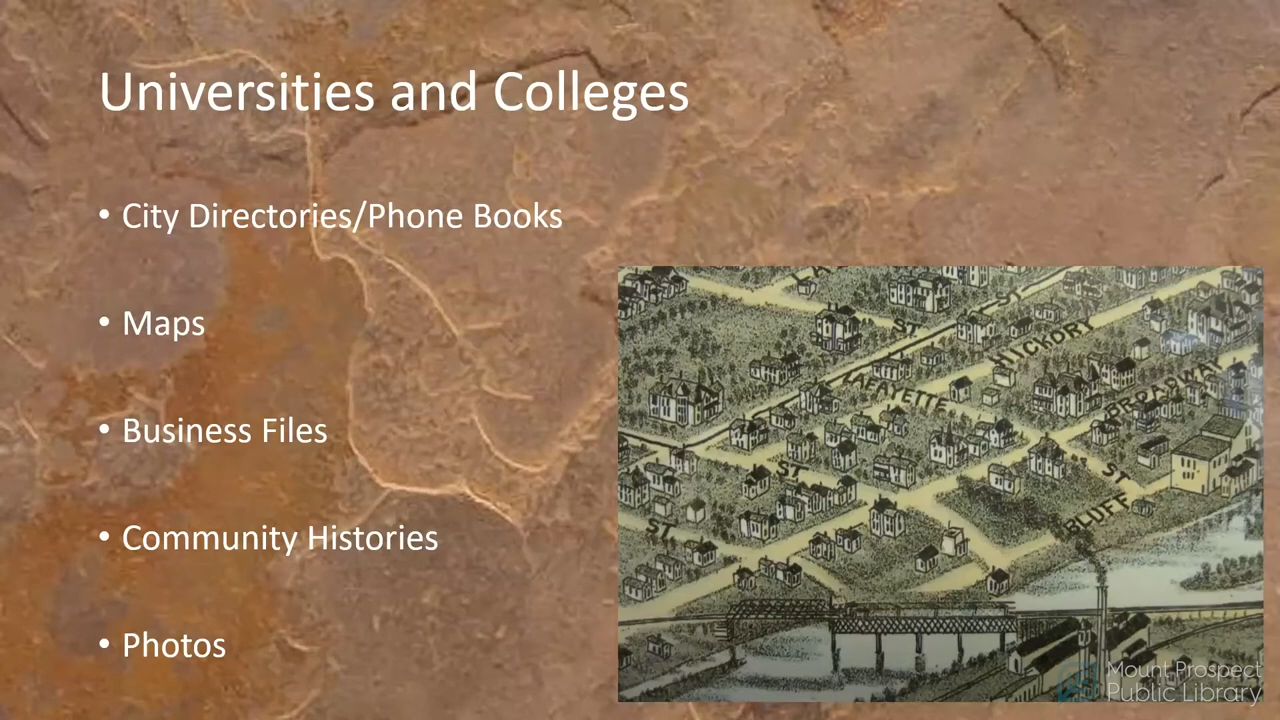 Universities and Colleges
• City Directories/Phone Books
• Maps
• Business Files
• Community Histories
• Photos
ST
ST
HICKORY
LAFAYETTE
BROADWAY
ST
ST
BLUFF
ST
Mount Prospect
Public Library